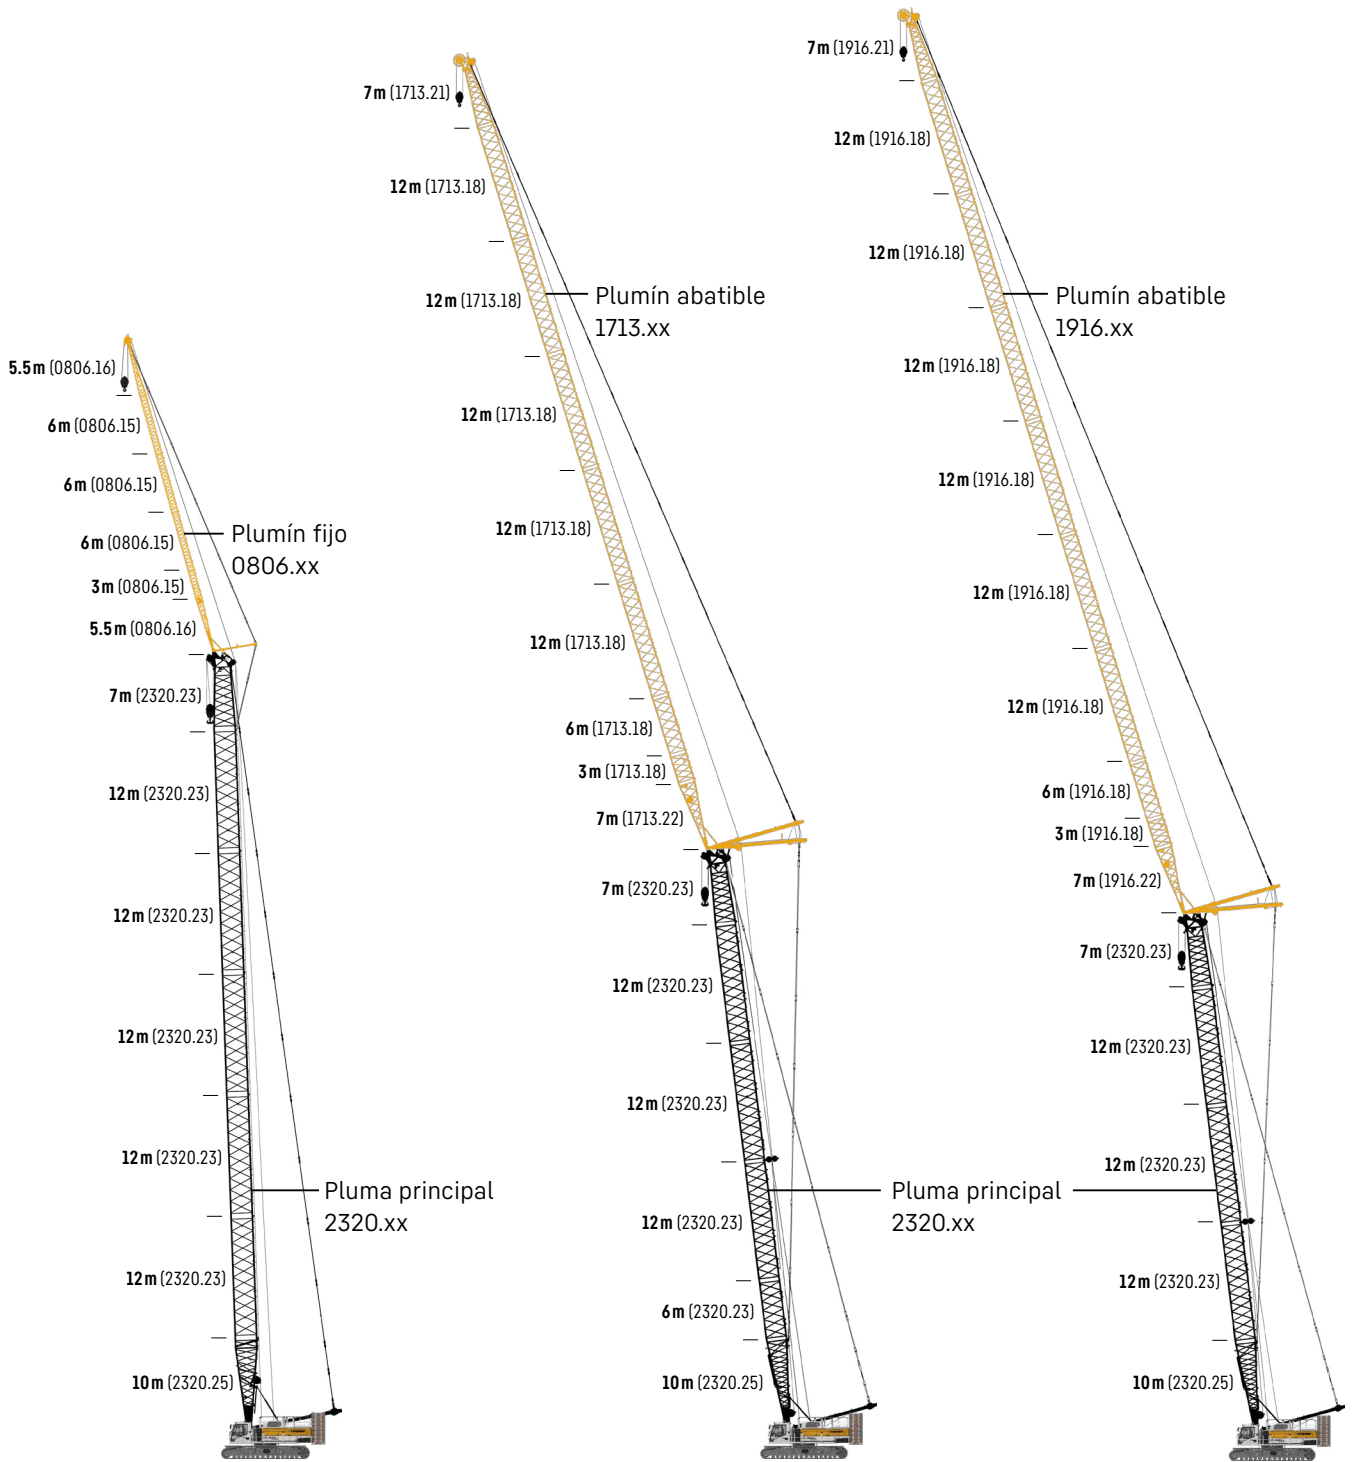 5.5m (0806.16)
6m (0806.15)
6m (0806.15)
6m (0806.15)
3m (0806.15)
5.5m (0806.16)
Plumín fijo
0806.xx
7m (2320.23)
12m (2320.23)
12m (2320.23)
12m (2320.23)
12m (2320.23)
12m (2320.23)
10m (2320.25)
Pluma principal
2320.xx
7m (1713.21)
12m (1713.18)
12m (1713.18)
12m (1713.18)
12m (1713.18)
12m (1713.18)
6m (1713.18)
3m (1713.18)
7m (1713.22)
Plumín abatible
1713.xx
7m (2320.23)
12m (2320.23)
12m (2320.23)
12m (2320.23)
6m (2320.23)
10m (2320.25)
Pluma principal
2320.xx
7m (1916.21)
12m (1916.18)
12m (1916.18)
12m (1916.18)
12m (1916.18)
12m (1916.18)
12m (1916.18)
6m (1916.18)
3m (1916.18)
7m (1916.22)
Plumín abatible
1916.xx
7m (2320.23)
12m (2320.23)
12m (2320.23)
12m (2320.23)
10m (2320.25)